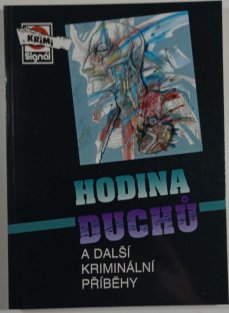 KRIMI
Signál
HODINA
DUCHŮ
A DALŠÍ
KRIMINÁLNÍ
PŘÍBĚHY